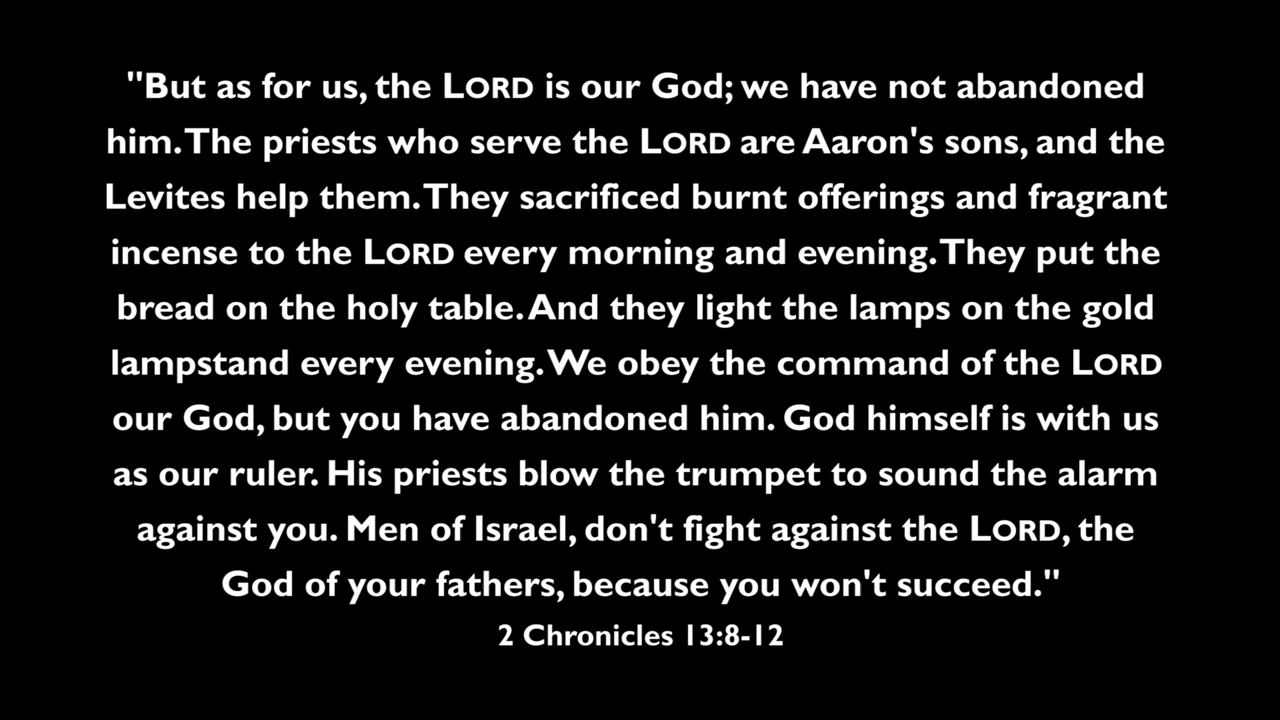 "But as for us, the LORD is our God; we have not abandoned
him. The priests who serve the LORD are Aaron's sons, and the
Levites help them. They sacrificed burnt offerings and fragrant
incense to the LORD every morning and evening. They put the
bread on the holy table. And they light the lamps on the gold
lampstand every evening. We obey the command of the LORD
our God, but you have abandoned him. God himself is with us
as our ruler. His priests blow the trumpet to sound the alarm
against you. Men of Israel, don't fight against the LORD, the
God of your fathers, because you won't succeed."
2 Chronicles 13:8-12